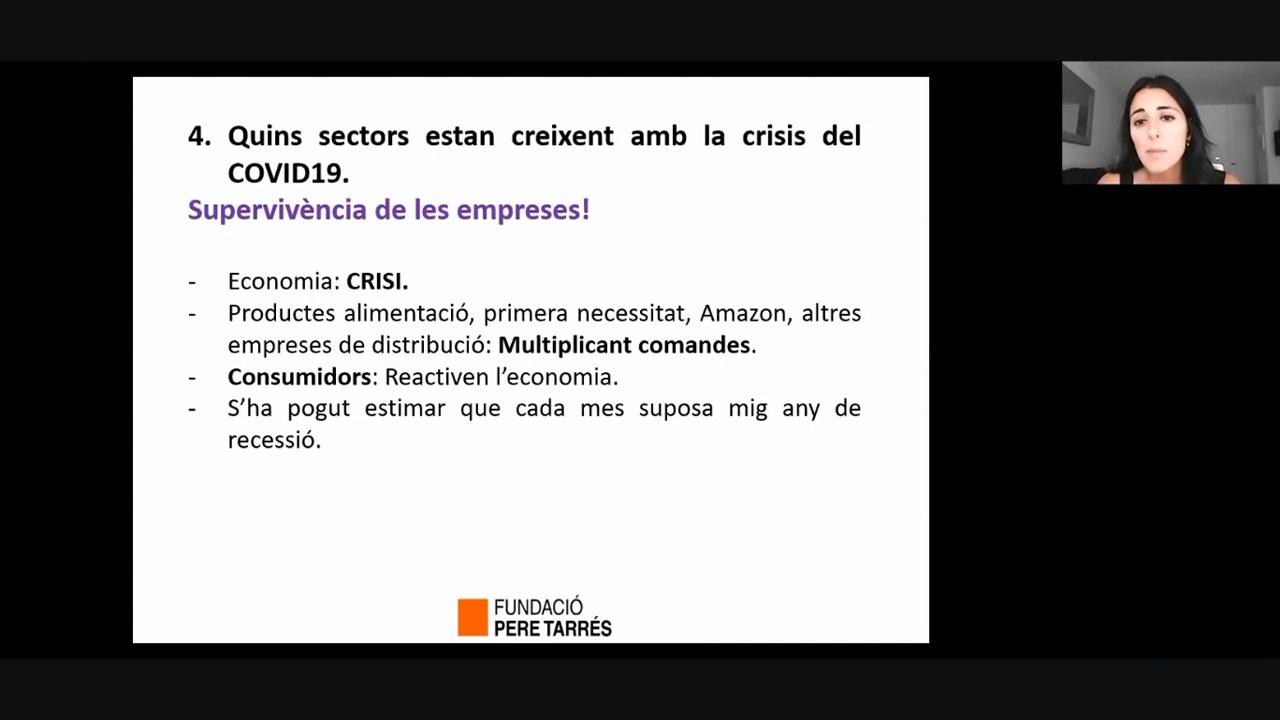 4. Quins sectors estan creixent amb la crisis del
COVID19.
Supervivència de les empreses!
- Economia: CRISI.
- Productes alimentació, primera necessitat, Amazon, altres
empreses de distribució: Multiplicant comandes.
- Consumidors: Reactiven l’economia.
- S’ha pogut estimar que cada mes suposa mig any de
recessió.
FUNDACIÓ
PERE TARRÉS